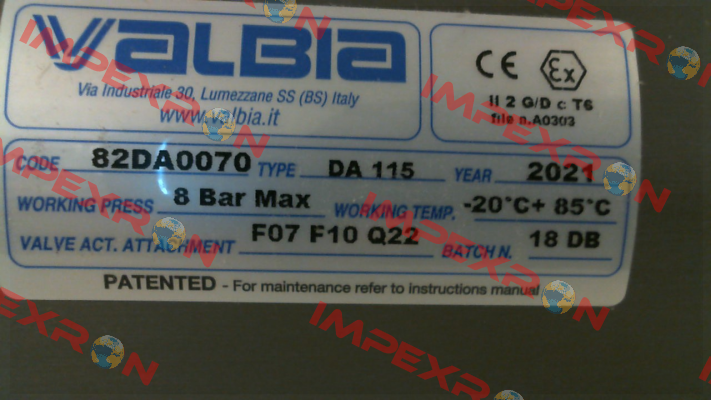 VALBIA
Via Industriale 30, Lumezzane SS (BS) Italy
www.valbia.it
CE Ex
II 2 G/D c T6
file n.A0303
CODE 82DA0070 TYPE DA 115 YEAR 2021
WORKING PRESS 8 Bar Max WORKING TEMP. -20°C+ 85°C
VALVE ACT. ATTACHMENT F07 F10 Q22 BATCH N. 18 DB
PATENTED - For maintenance refer to instructions manual
IMPEXRON
IMPEXRON
IMPEXRON
IMPEXRON
IMPEXRON
IMPEXRON